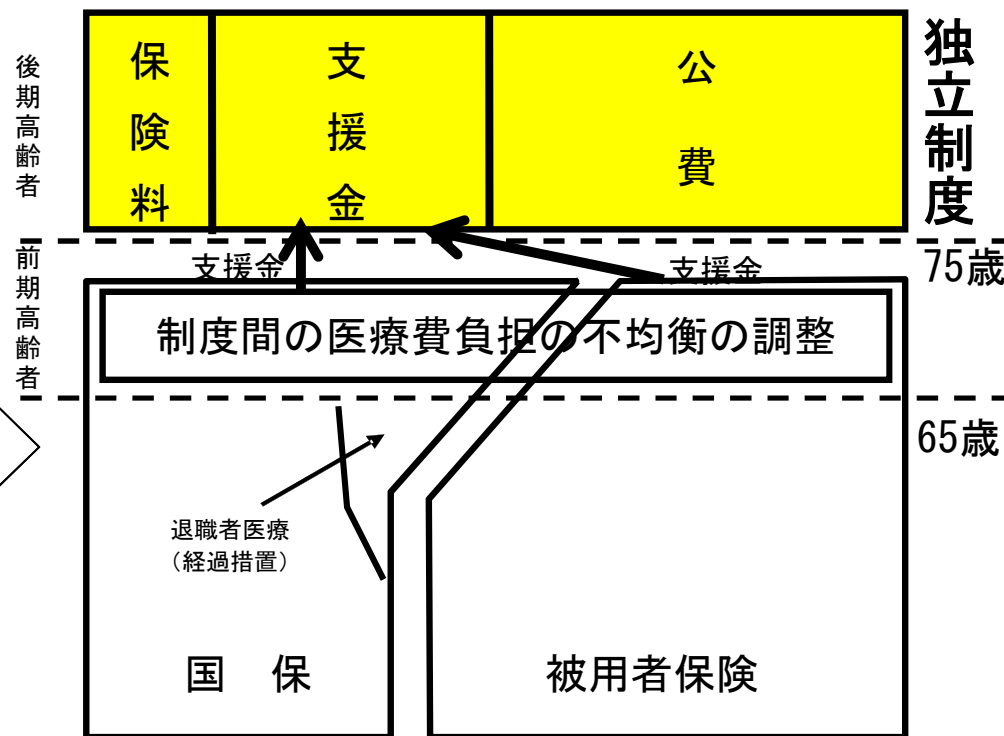 後期高齢者
保険料
支援金
公費
独立制度
75歳
前期高齢者
支援金
支援金
制度間の医療費負担の不均衡の調整
65歳
退職者医療
（経過措置）
国 保
被用者保険